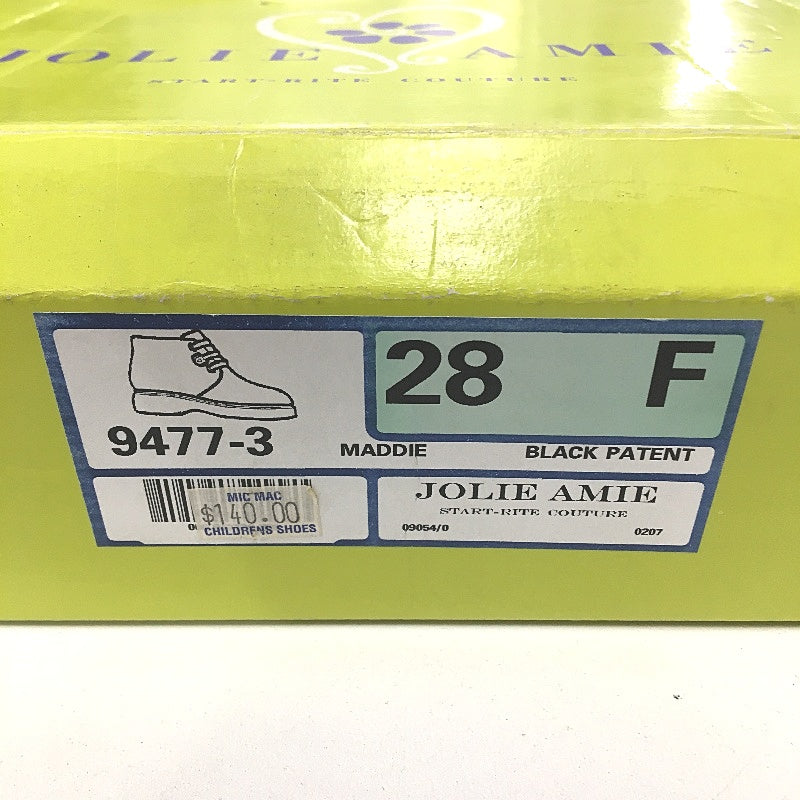 JOLIE AMIE
START-RITE COUTURE
28 F
9477-3 MADDIE BLACK PATENT
MIC MAC
$140.00
CHILDRENS SHOES
JOLIE AMIE
START-RITE COUTURE
09054/0 0207